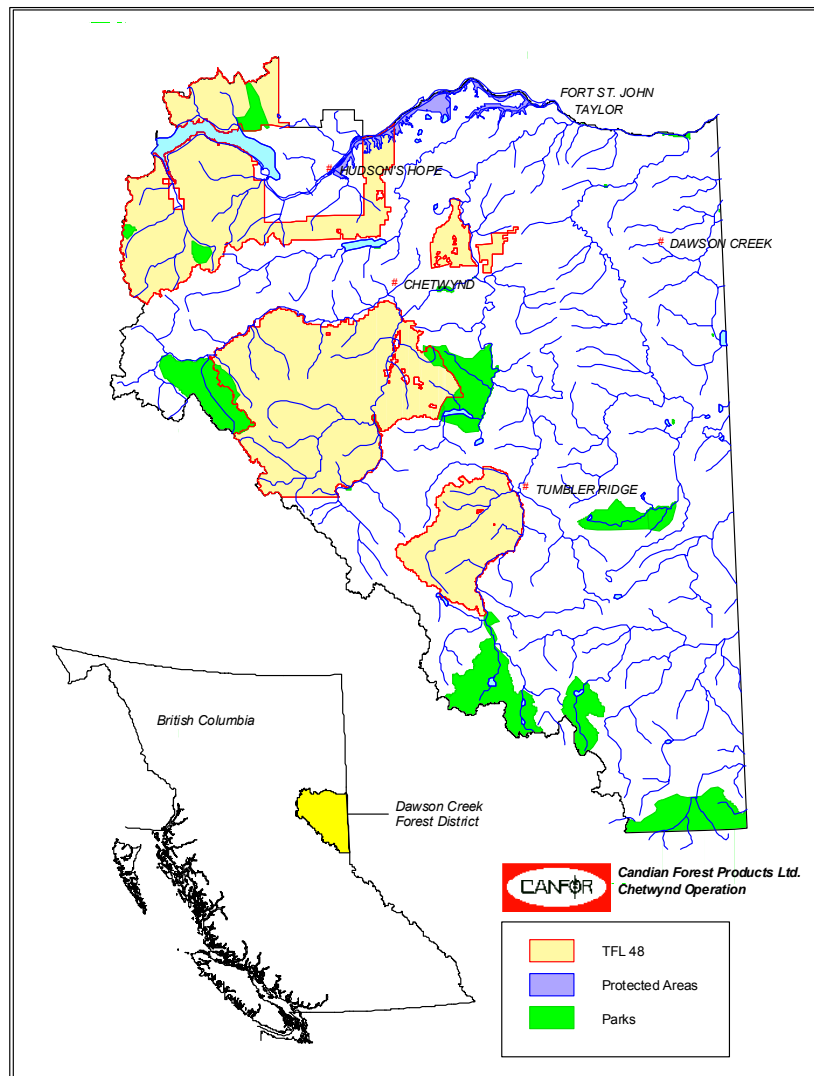 FORT ST. JOHN
TAYLOR
# HUDSON'S HOPE
# DAWSON CREEK
# CHETWYND
# TUMBLER RIDGE
British Columbia
Dawson Creek
Forest District
CANFOR
Candian Forest Products Ltd.
Chetwynd Operation
TFL 48
Protected Areas
Parks